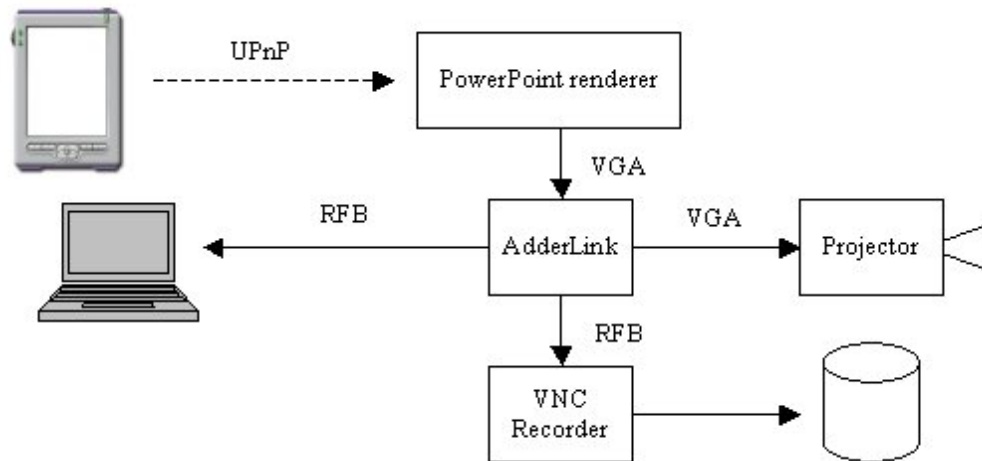 UPnP
PowerPoint renderer
VGA
RFB
AdderLink
VGA
Projector
RFB
VNC
Recorder